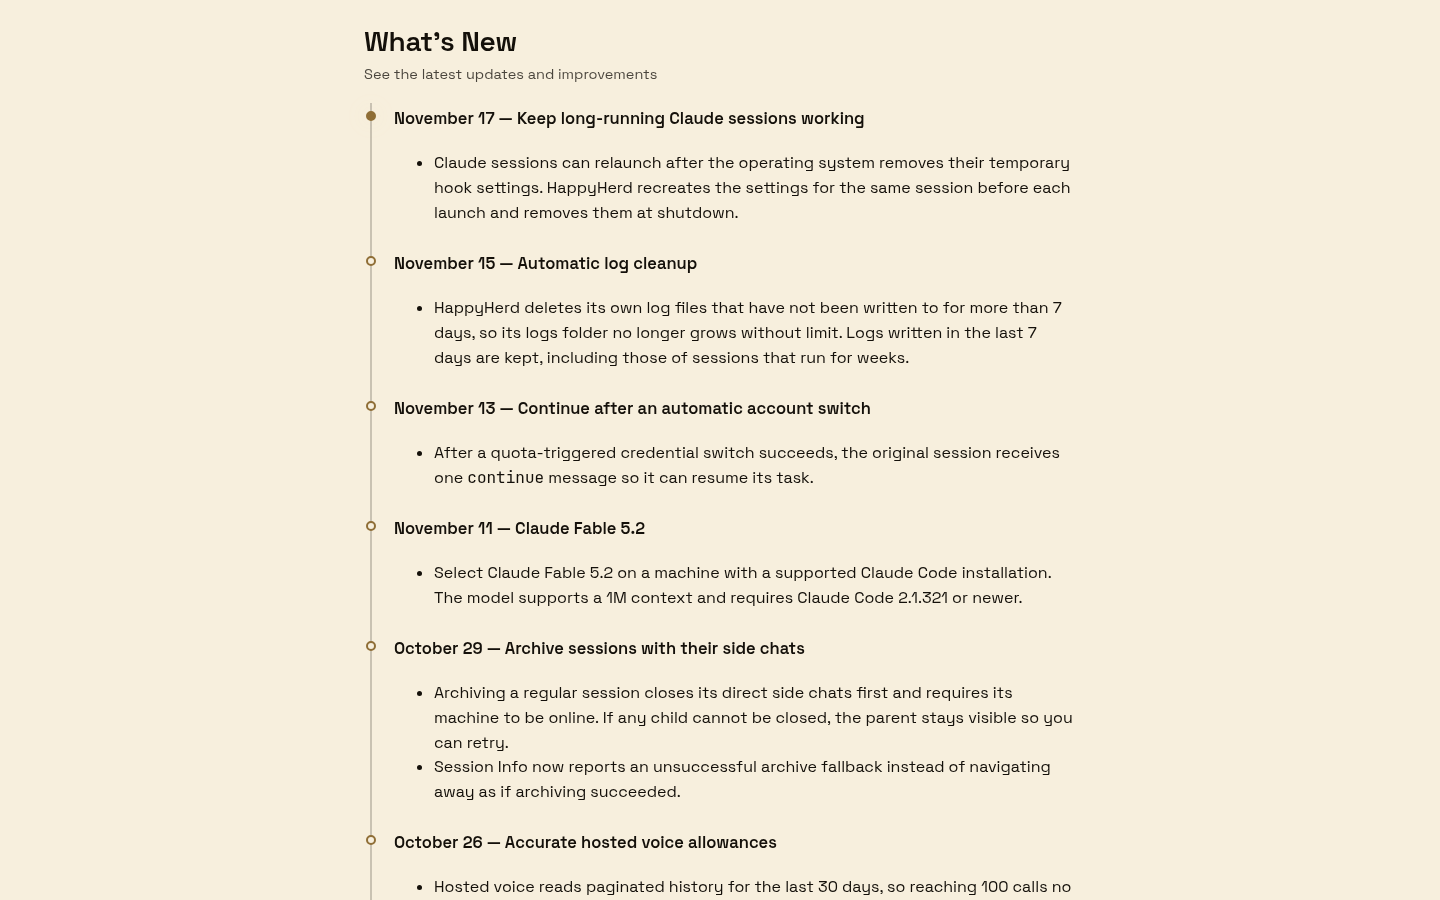 What's New
See the latest updates and improvements
November 17 — Keep long-running Claude sessions working
• Claude sessions can relaunch after the operating system removes their temporary
hook settings. HappyHerd recreates the settings for the same session before each
launch and removes them at shutdown.
November 15 — Automatic log cleanup
• HappyHerd deletes its own log files that have not been written to for more than 7
days, so its logs folder no longer grows without limit. Logs written in the last 7
days are kept, including those of sessions that run for weeks.
November 13 — Continue after an automatic account switch
• After a quota-triggered credential switch succeeds, the original session receives
one continue message so it can resume its task.
November 11 — Claude Fable 5.2
• Select Claude Fable 5.2 on a machine with a supported Claude Code installation.
The model supports a 1M context and requires Claude Code 2.1.321 or newer.
October 29 — Archive sessions with their side chats
• Archiving a regular session closes its direct side chats first and requires its
machine to be online. If any child cannot be closed, the parent stays visible so you
can retry.
• Session Info now reports an unsuccessful archive fallback instead of navigating
away as if archiving succeeded.
October 26 — Accurate hosted voice allowances
• Hosted voice reads paginated history for the last 30 days, so reaching 100 calls no